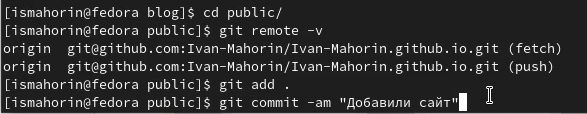 [ismahorin@fedora blog]$ cd public/
[ismahorin@fedora public]$ git remote -v
origin  git@github.com:Ivan-Mahorin/Ivan-Mahorin.github.io.git (fetch)
origin  git@github.com:Ivan-Mahorin/Ivan-Mahorin.github.io.git (push)
[ismahorin@fedora public]$ git add .
[ismahorin@fedora public]$ git commit -am "Добавили сайт"